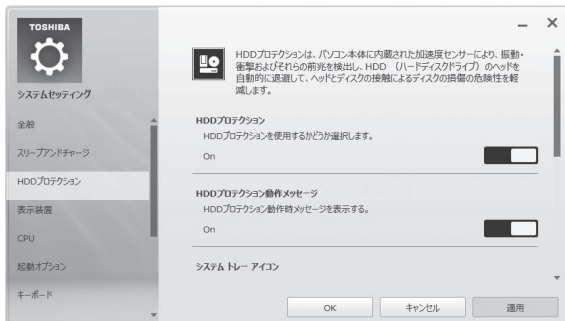 TOSHIBA
システムセッティング
全般
スリープアンドチャージ
HDDプロテクション
表示装置
CPU
起動オプション
キーボード
HDDプロテクションは、パソコン本体に内蔵された加速度センサーにより、振動・
衝撃およびそれらの前兆を検出し、HDD （ハードディスクドライブ）のヘッドを
自動的に退避して、ヘッドとディスクの接触によるディスクの損傷の危険性を軽
減します。
HDDプロテクション
HDDプロテクションを使用するかどうか選択します。
On
HDDプロテクション動作メッセージ
HDDプロテクション動作時メッセージを表示する。
On
システム トレー アイコン
OK
キャンセル
適用